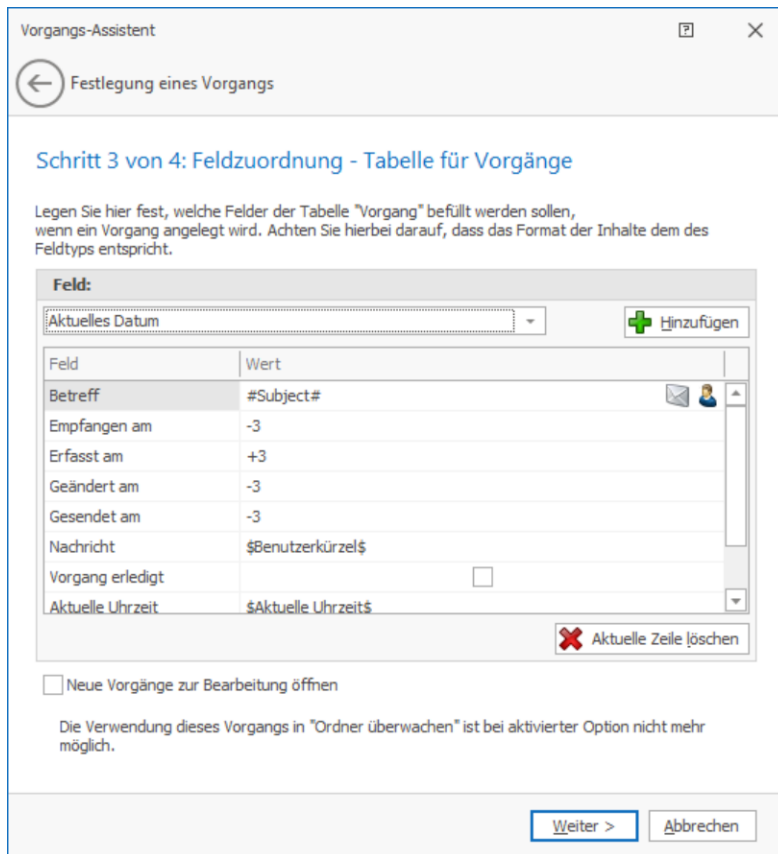 Vorgangs-Assistent
Festlegung eines Vorgangs
Schritt 3 von 4: Feldzuordnung - Tabelle für Vorgänge
Legen Sie hier fest, welche Felder der Tabelle "Vorgang" befüllt werden sollen,
wenn ein Vorgang angelegt wird. Achten Sie hierbei darauf, dass das Format der Inhalte dem des
Feldtyps entspricht.
Feld:
Aktuelles Datum
Hinzufügen
Feld Wert
Betreff #Subject#
Empfangen am -3
Erfasst am +3
Geändert am -3
Gesendet am -3
Nachricht $Benutzerkürzel$
Vorgang erledigt
Aktuelle Uhrzeit $Aktuelle Uhrzeit$
Aktuelle Zeile löschen
Neue Vorgänge zur Bearbeitung öffnen
Die Verwendung dieses Vorgangs in "Ordner überwachen" ist bei aktivierter Option nicht mehr
möglich.
Weiter > Abbrechen